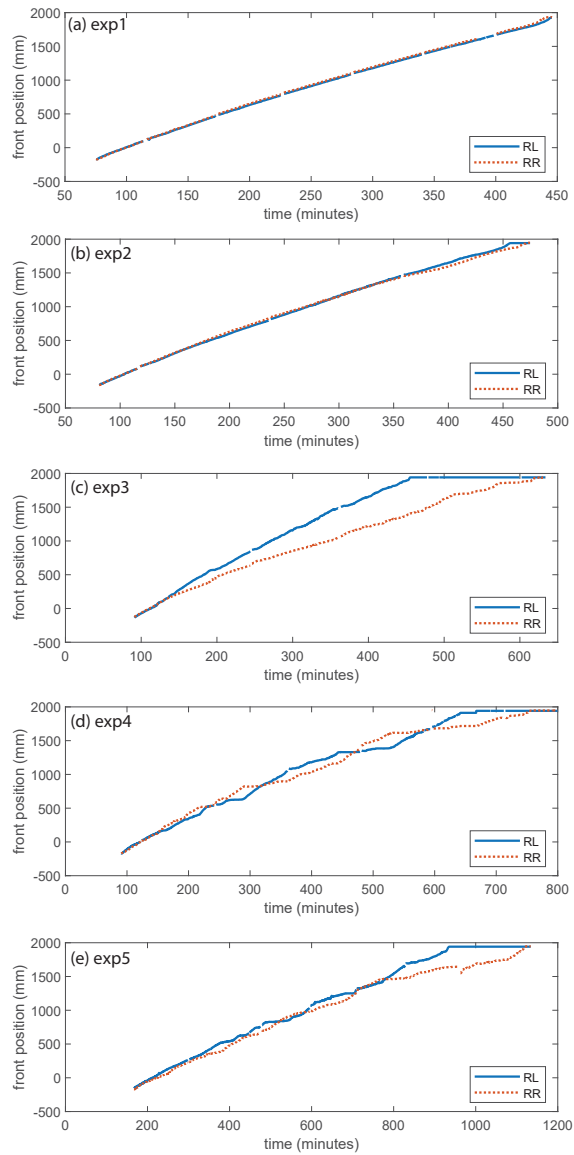 (a) exp1
front position (mm)
2000
1500
1000
500
0
-500
50 100 150 200 250 300 350 400 450
time (minutes)
RL
RR
(b) exp2
front position (mm)
2000
1500
1000
500
0
-500
50 100 150 200 250 300 350 400 450 500
time (minutes)
RL
RR
(c) exp3
front position (mm)
2000
1500
1000
500
0
-500
0 100 200 300 400 500 600
time (minutes)
RL
RR
(d) exp4
front position (mm)
2000
1500
1000
500
0
-500
0 100 200 300 400 500 600 700 800
time (minutes)
RL
RR
(e) exp5
front position (mm)
2000
1500
1000
500
0
-500
0 200 400 600 800 1000 1200
time (minutes)
RL
RR